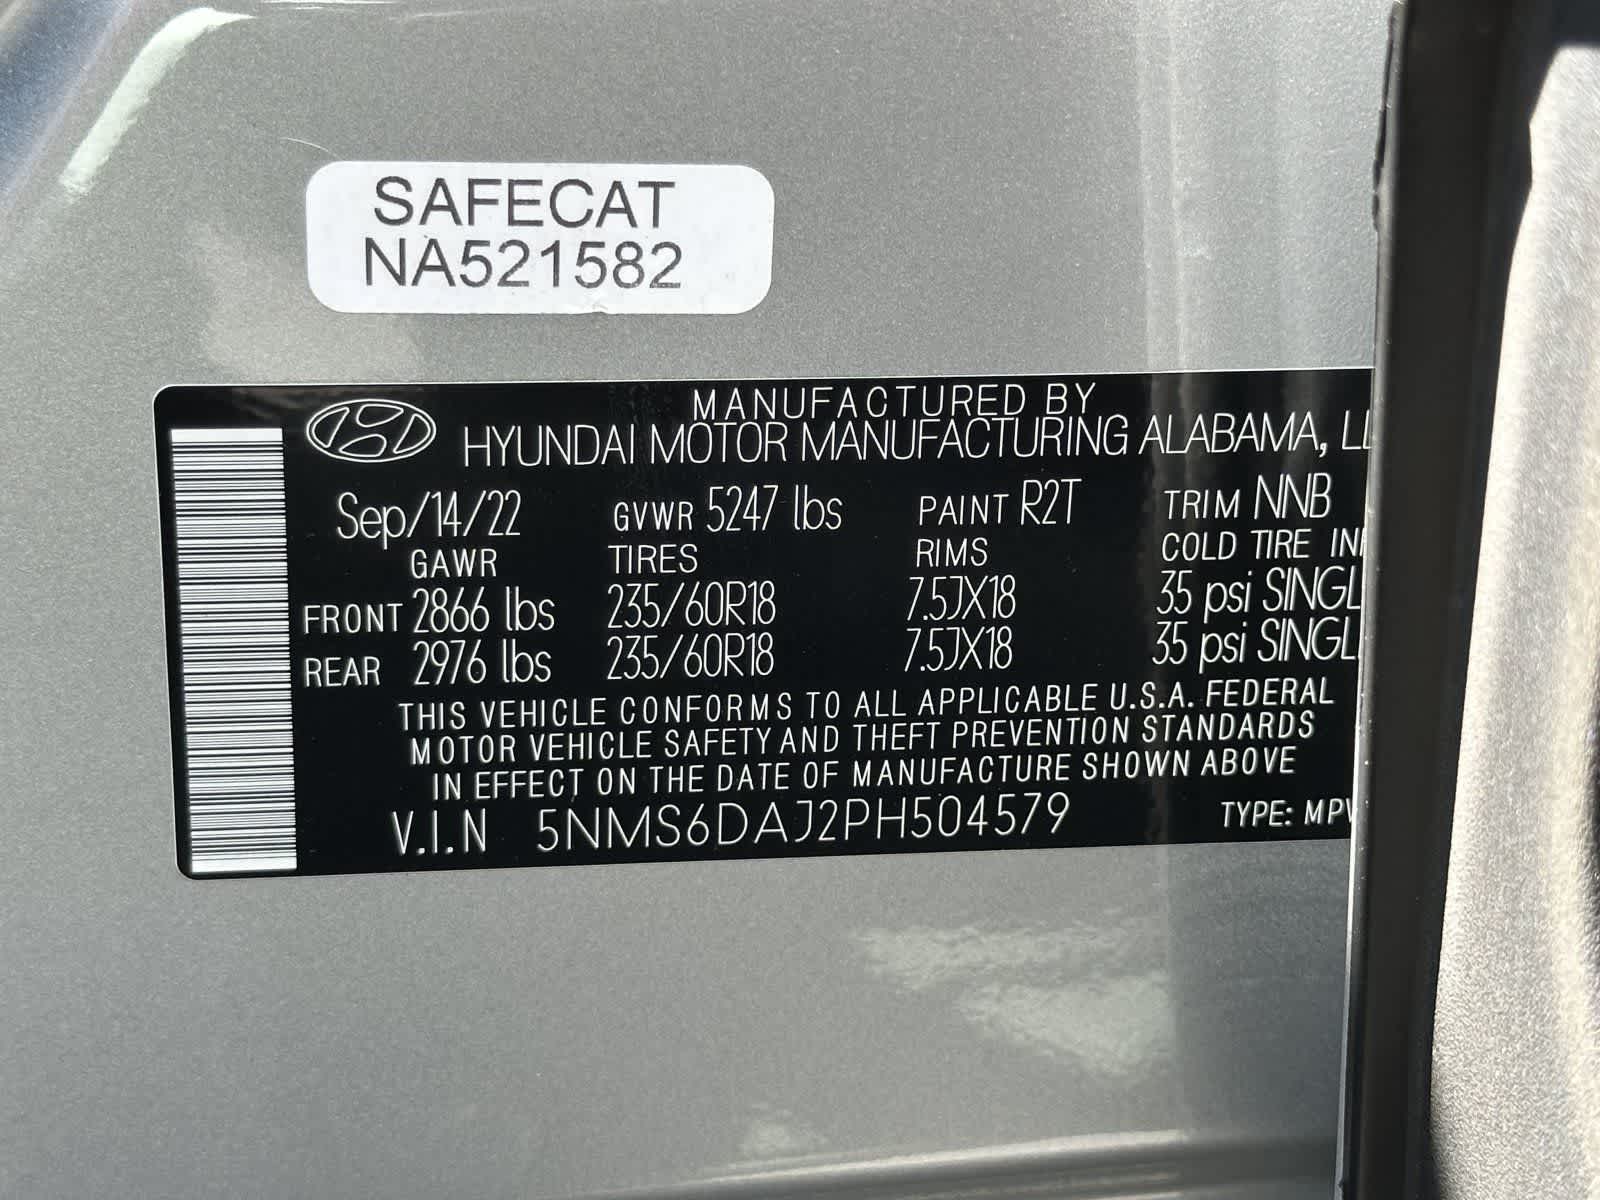 SAFECAT
NA521582
MANUFACTURED BY
HYUNDAI MOTOR MANUFACTURING ALABAMA,
Sep/14/22 GVWR 5247 lbs PAINT R2T TRIM NNB
GAWR TIRES RIMS COLD TIRE
FRONT 2866 lbs 235/60R18 7.5JX18 35 psi SINGL
REAR 2976 lbs 235/60R18 7.5JX18 35 psi SINGL
THIS VEHICLE CONFORMS TO ALL APPLICABLE U.S.A. FEDERAL
MOTOR VEHICLE SAFETY AND THEFT PREVENTION STANDARDS
IN EFFECT ON THE DATE OF MANUFACTURE SHOWN ABOVE
V.I.N 5NMS6DAJ2PH504579 TYPE: MPV